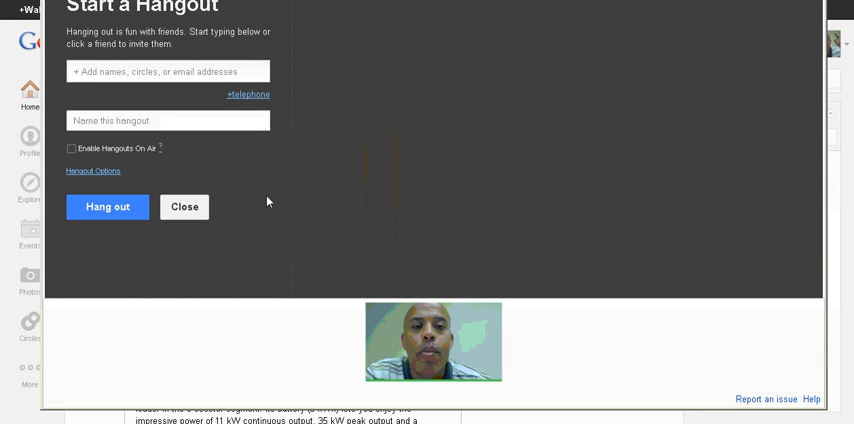 +Wal
Start a Hangout
Hanging out is fun with friends. Start typing below or
click a friend to invite them.
+ Add names, circles, or email addresses
+telephone
Name this hangout
Enable Hangouts On Air ?
Hangout Options
Hang out
Close
Home
Profile
Explore
Events
Photos
Circles
More
Report an issue
Help
impressive power of 11 kW continuous output, 35 kW peak output and a